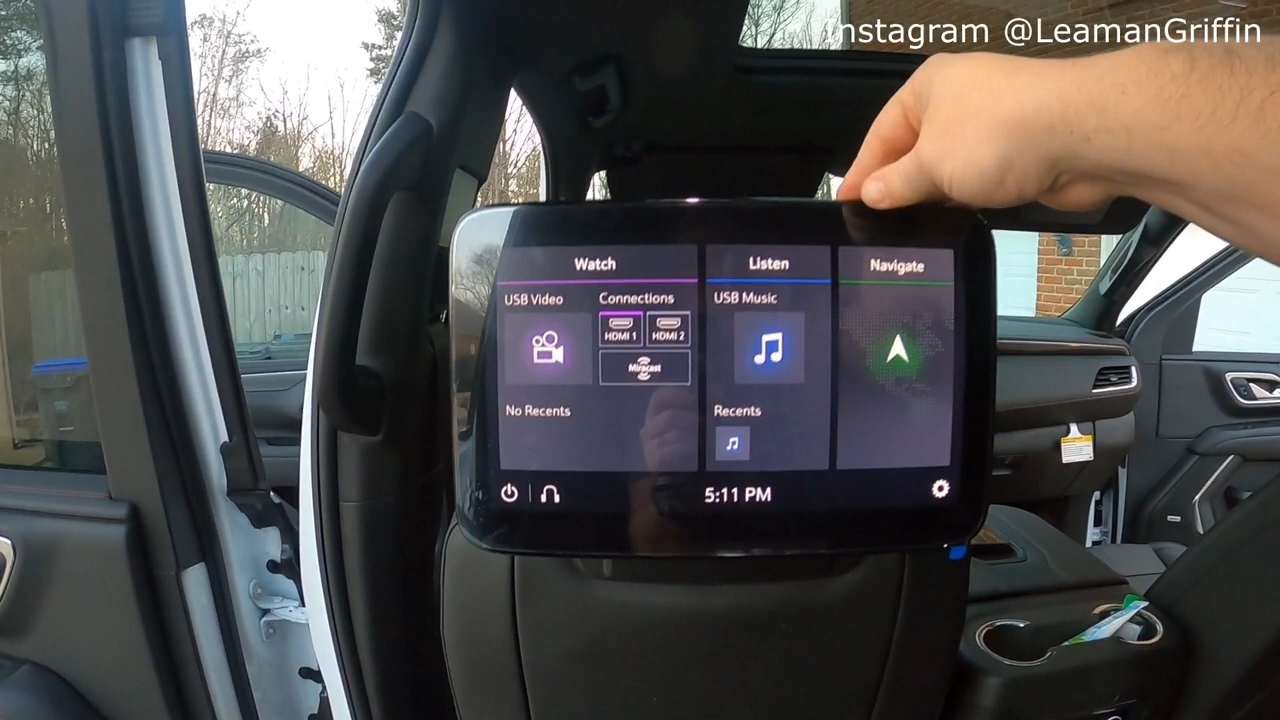 Instagram @LeamanGriffin
Watch
Listen
Navigate
USB Video
Connections
USB Music
HDMI 1
HDMI 2
Miracast
No Recents
Recents
5:11 PM